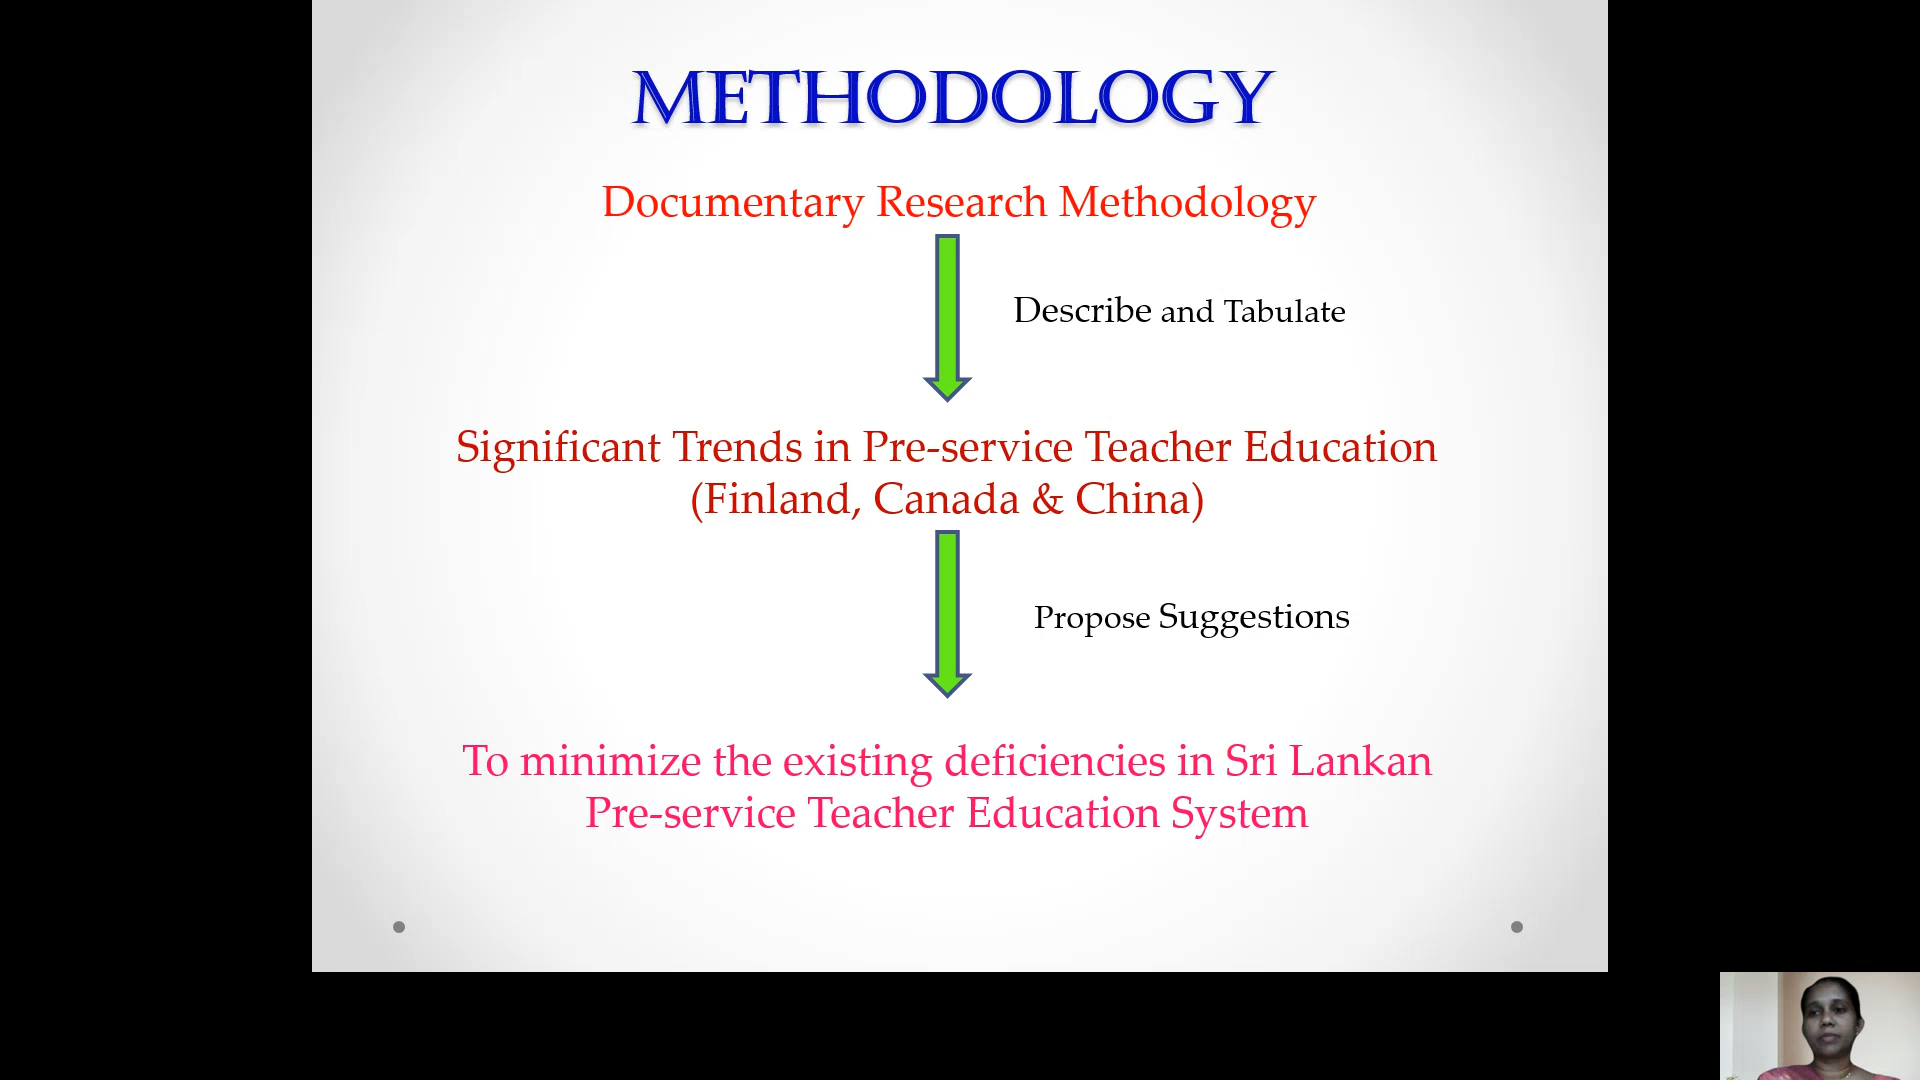 METHODOLOGY
Documentary Research Methodology
Describe and Tabulate
Significant Trends in Pre-service Teacher Education
(Finland, Canada & China)
Propose Suggestions
To minimize the existing deficiencies in Sri Lankan
Pre-service Teacher Education System